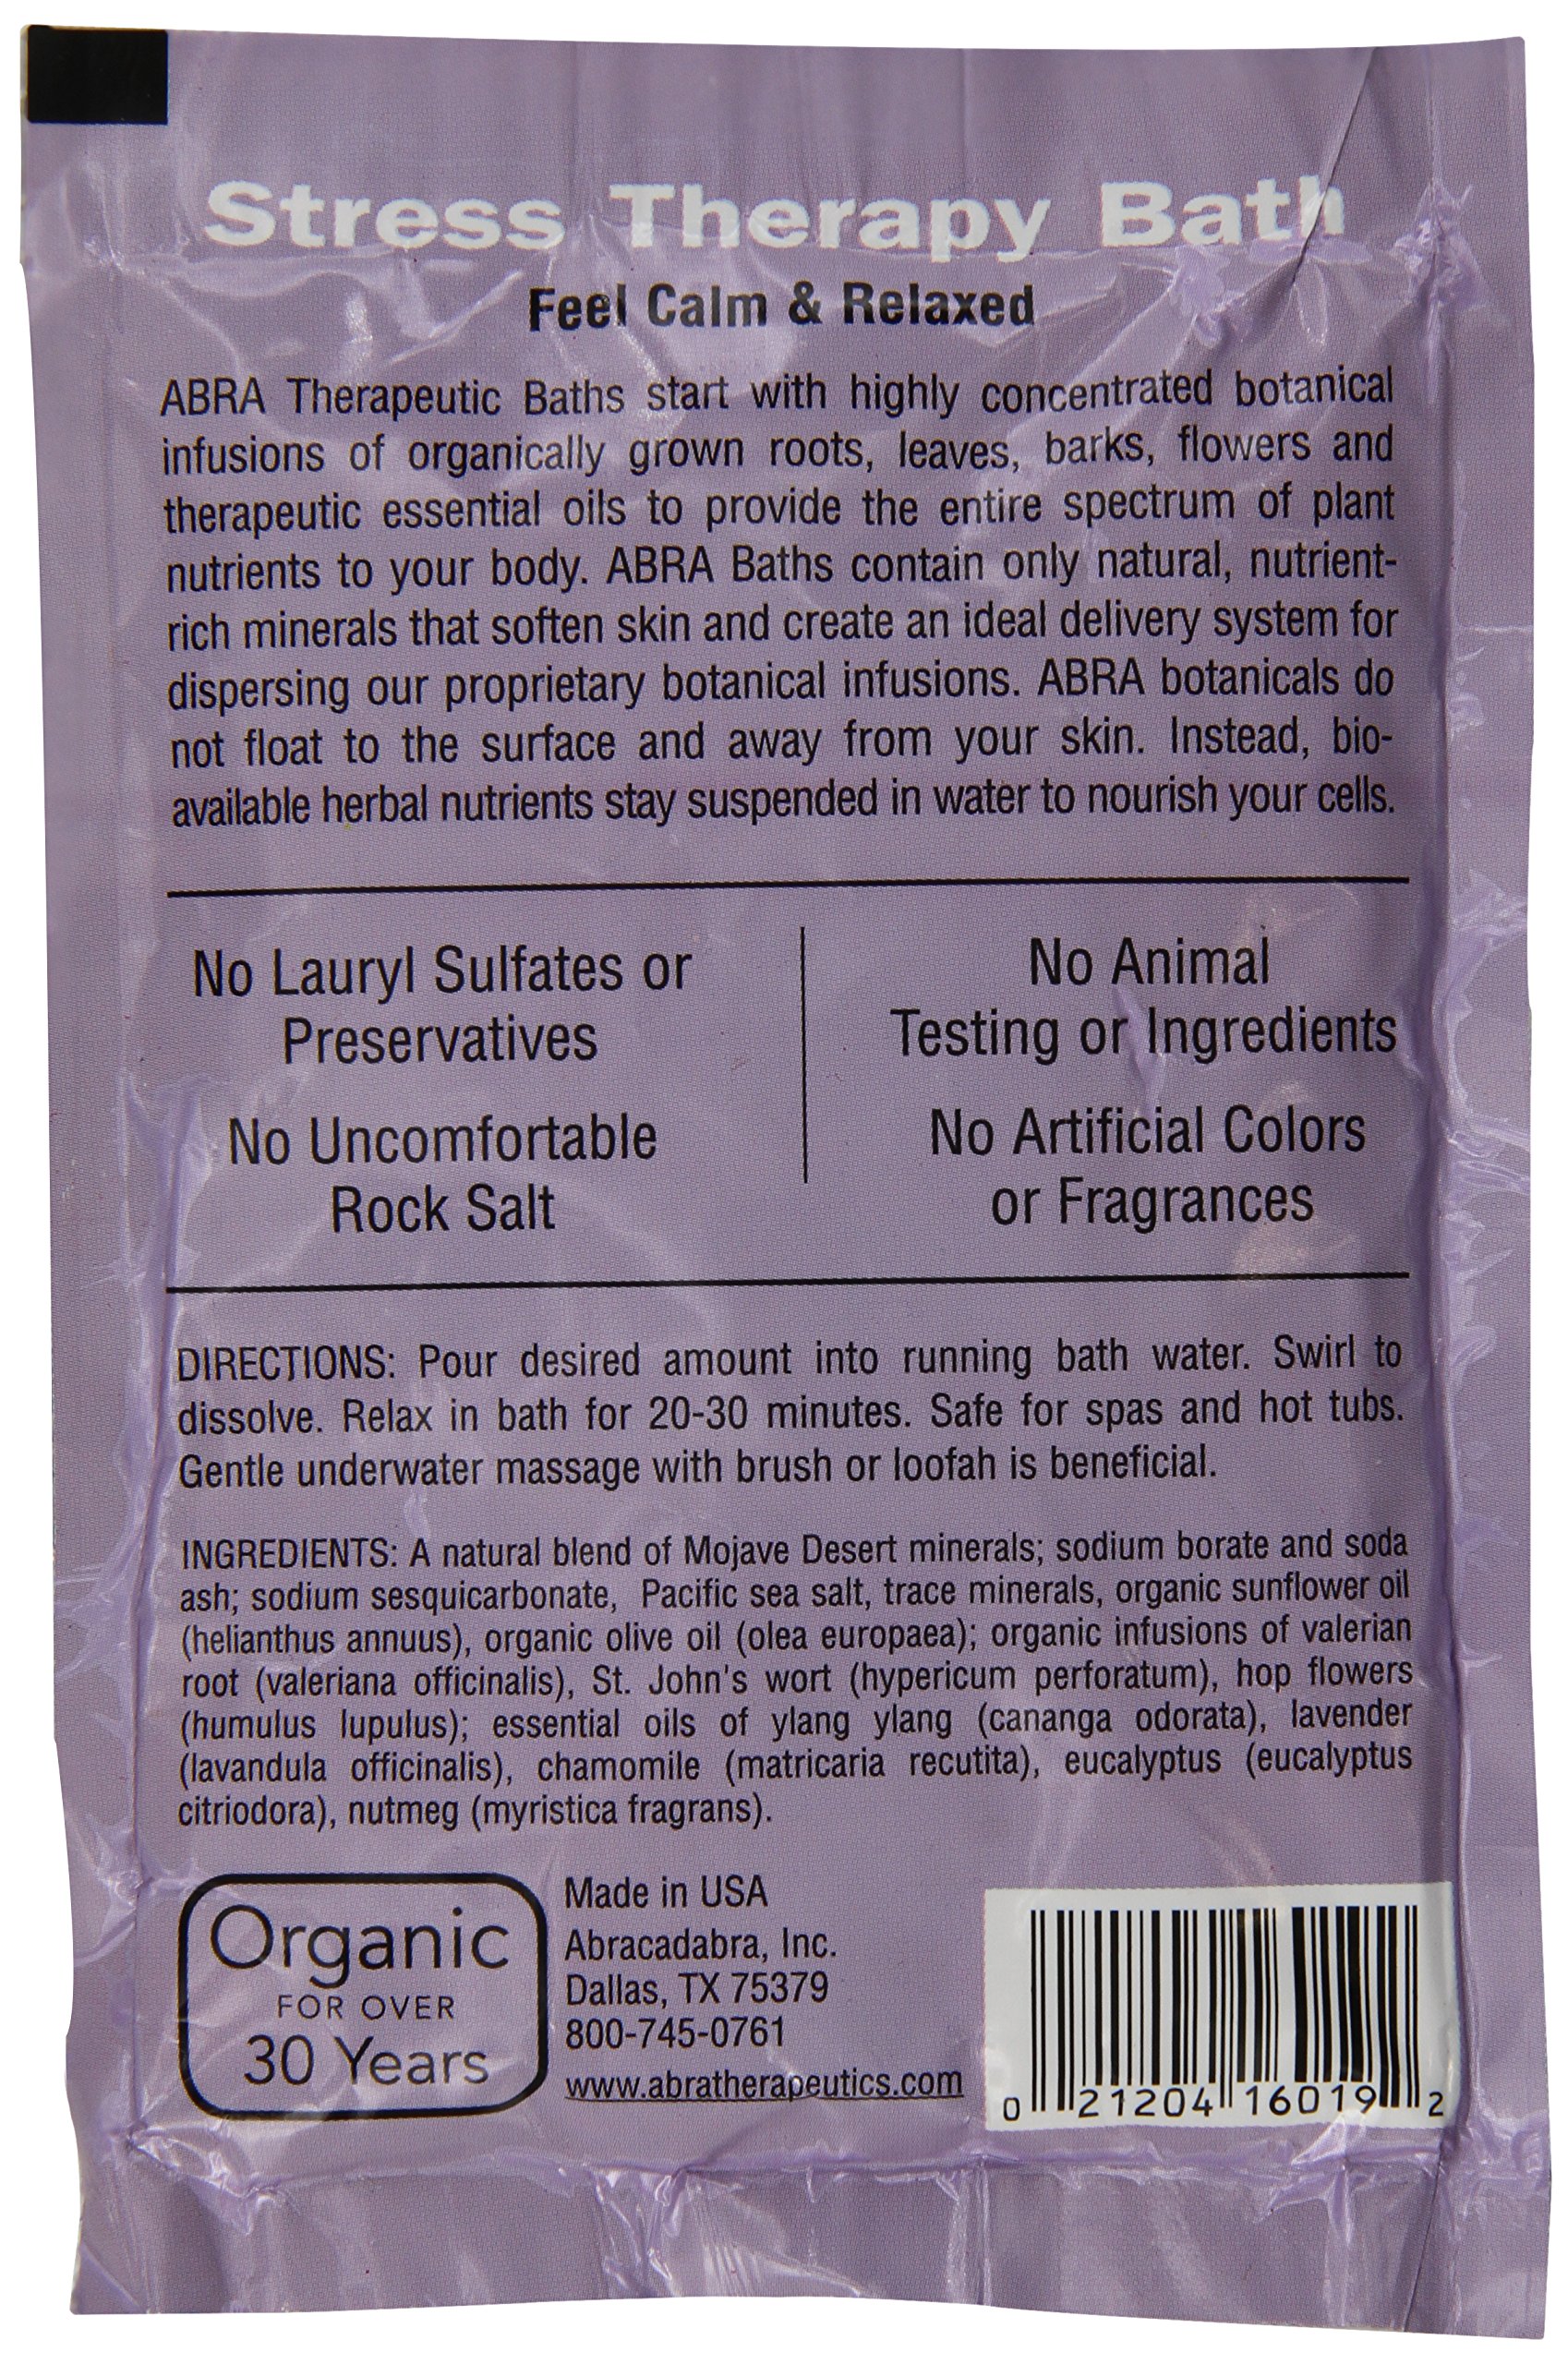 Stress Therapy Bath
Feel Calm & Relaxed
ABRA Therapeutic Baths start with highly concentrated botanical
infusions of organically grown roots, leaves, barks, flowers and
therapeutic essential oils to provide the entire spectrum of plant
nutrients to your body. ABRA Baths contain only natural, nutrient-
rich minerals that soften skin and create an ideal delivery system for
dispersing our proprietary botanical infusions. ABRA botanicals do
not float to the surface and away from your skin. Instead, bio-
available herbal nutrients stay suspended in water to nourish your cells.
No Lauryl Sulfates or
Preservatives
No Uncomfortable
Rock Salt
No Animal
Testing or Ingredients
No Artificial Colors
or Fragrances
DIRECTIONS: Pour desired amount into running bath water. Swirl to
dissolve. Relax in bath for 20-30 minutes. Safe for spas and hot tubs.
Gentle underwater massage with brush or loofah is beneficial.
INGREDIENTS: A natural blend of Mojave Desert minerals; sodium borate and soda
ash; sodium sesquicarbonate, Pacific sea salt, trace minerals, organic sunflower oil
(helianthus annuus), organic olive oil (olea europaea); organic infusions of valerian
root (valeriana officinalis), St. John's wort (hypericum perforatum), hop flowers
(humulus lupulus); essential oils of ylang ylang (cananga odorata), lavender
(lavandula officinalis), chamomile (matricaria recutita), eucalyptus (eucalyptus
citriodora), nutmeg (myristica fragrans).
Organic
FOR OVER
30 Years
Made in USA
Abracadabra, Inc.
Dallas, TX 75379
800-745-0761
www.abratherapeutics.com
0 21204 16019 2